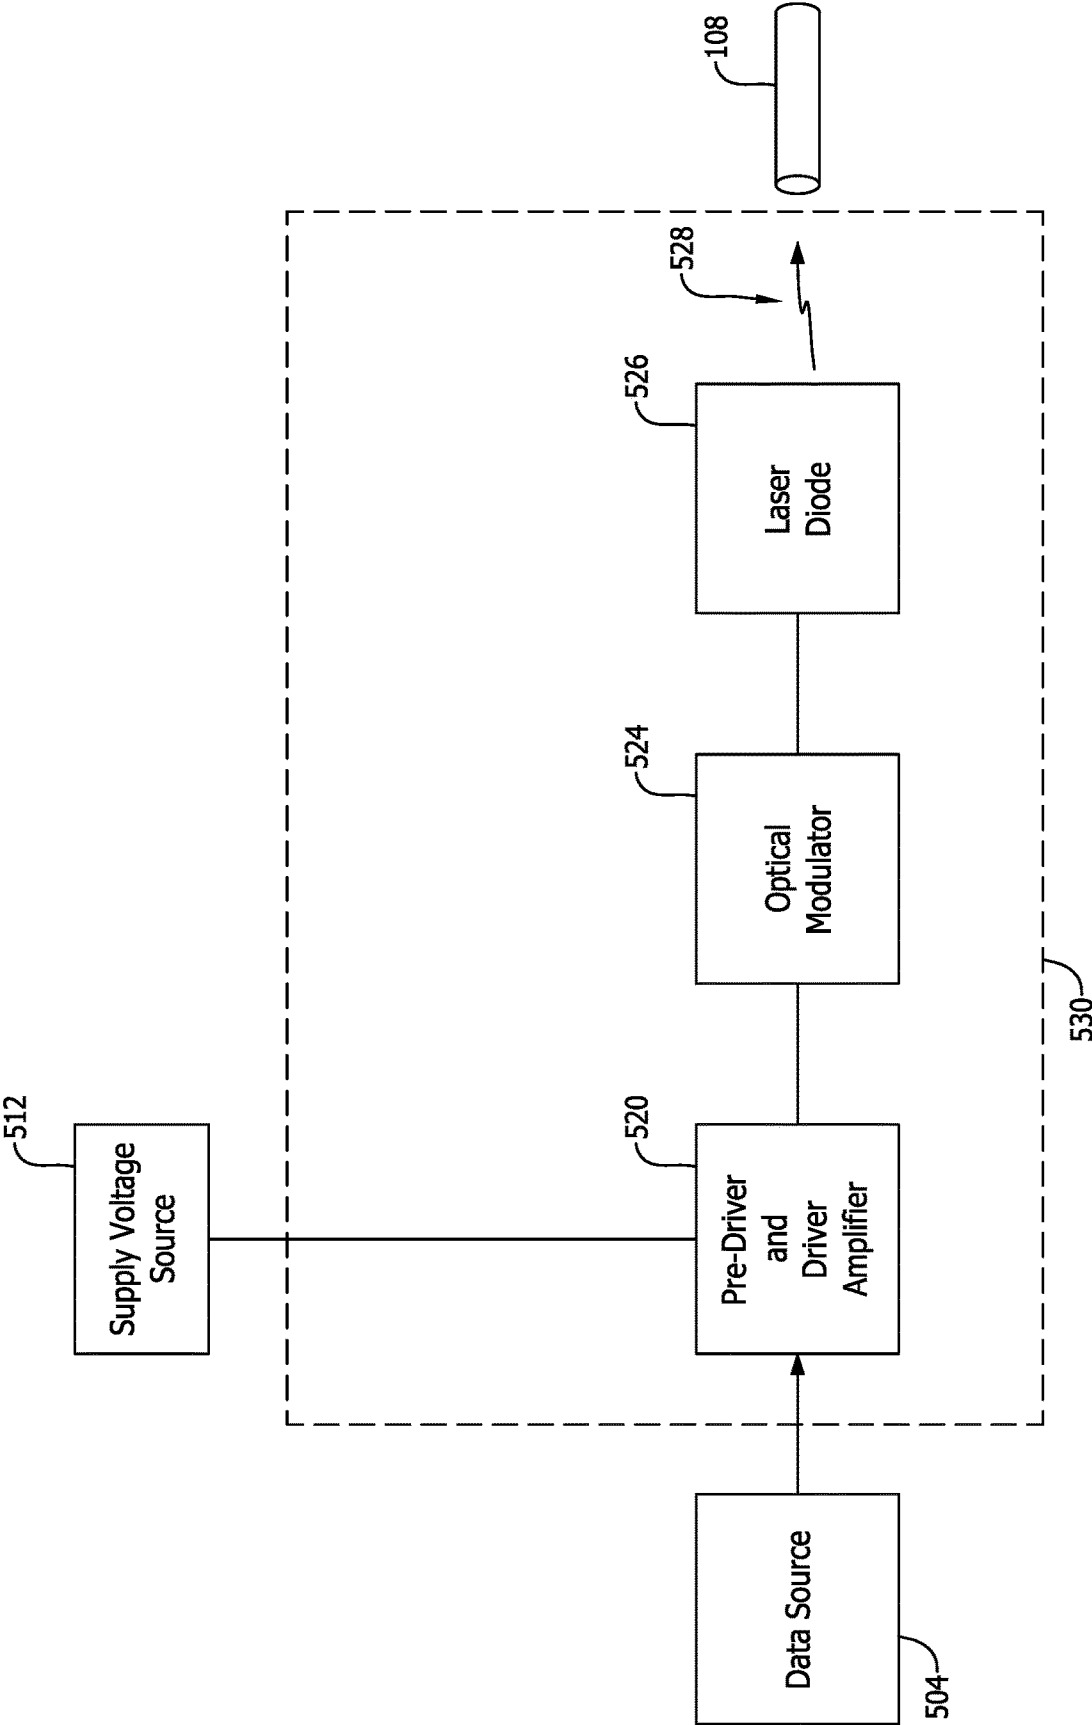 512
Supply Voltage
Source
504
Data Source
520
Pre-Driver
and
Driver
Amplifier
524
Optical
Modulator
526
Laser
Diode
528
108
530